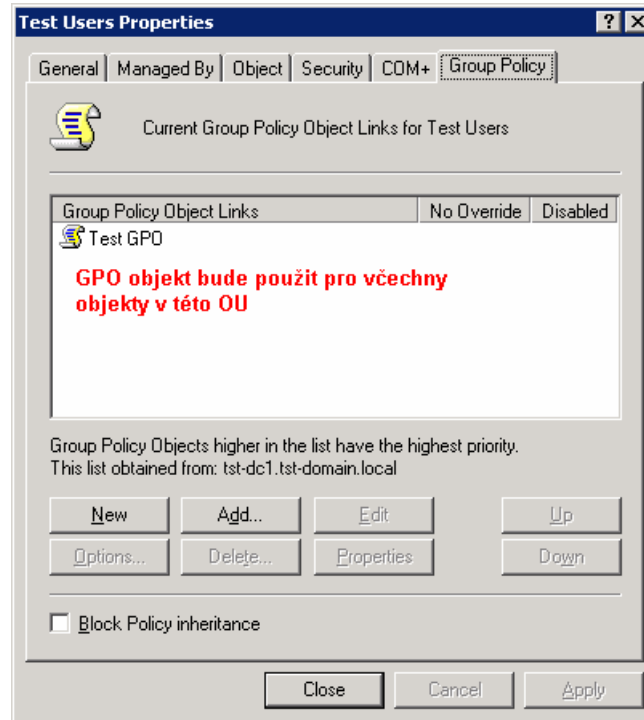 Test Users Properties
General Managed By Object Security COM+ Group Policy
Current Group Policy Object Links for Test Users
Group Policy Object Links No Override Disabled
Test GPO
GPO objekt bude použit pro včechny
objekty v této OU
Group Policy Objects higher in the list have the highest priority.
This list obtained from: tst-dc1.tst-domain.local
New Add... Edit Up
Options... Delete... Properties Down
Block Policy inheritance
Close Cancel Apply